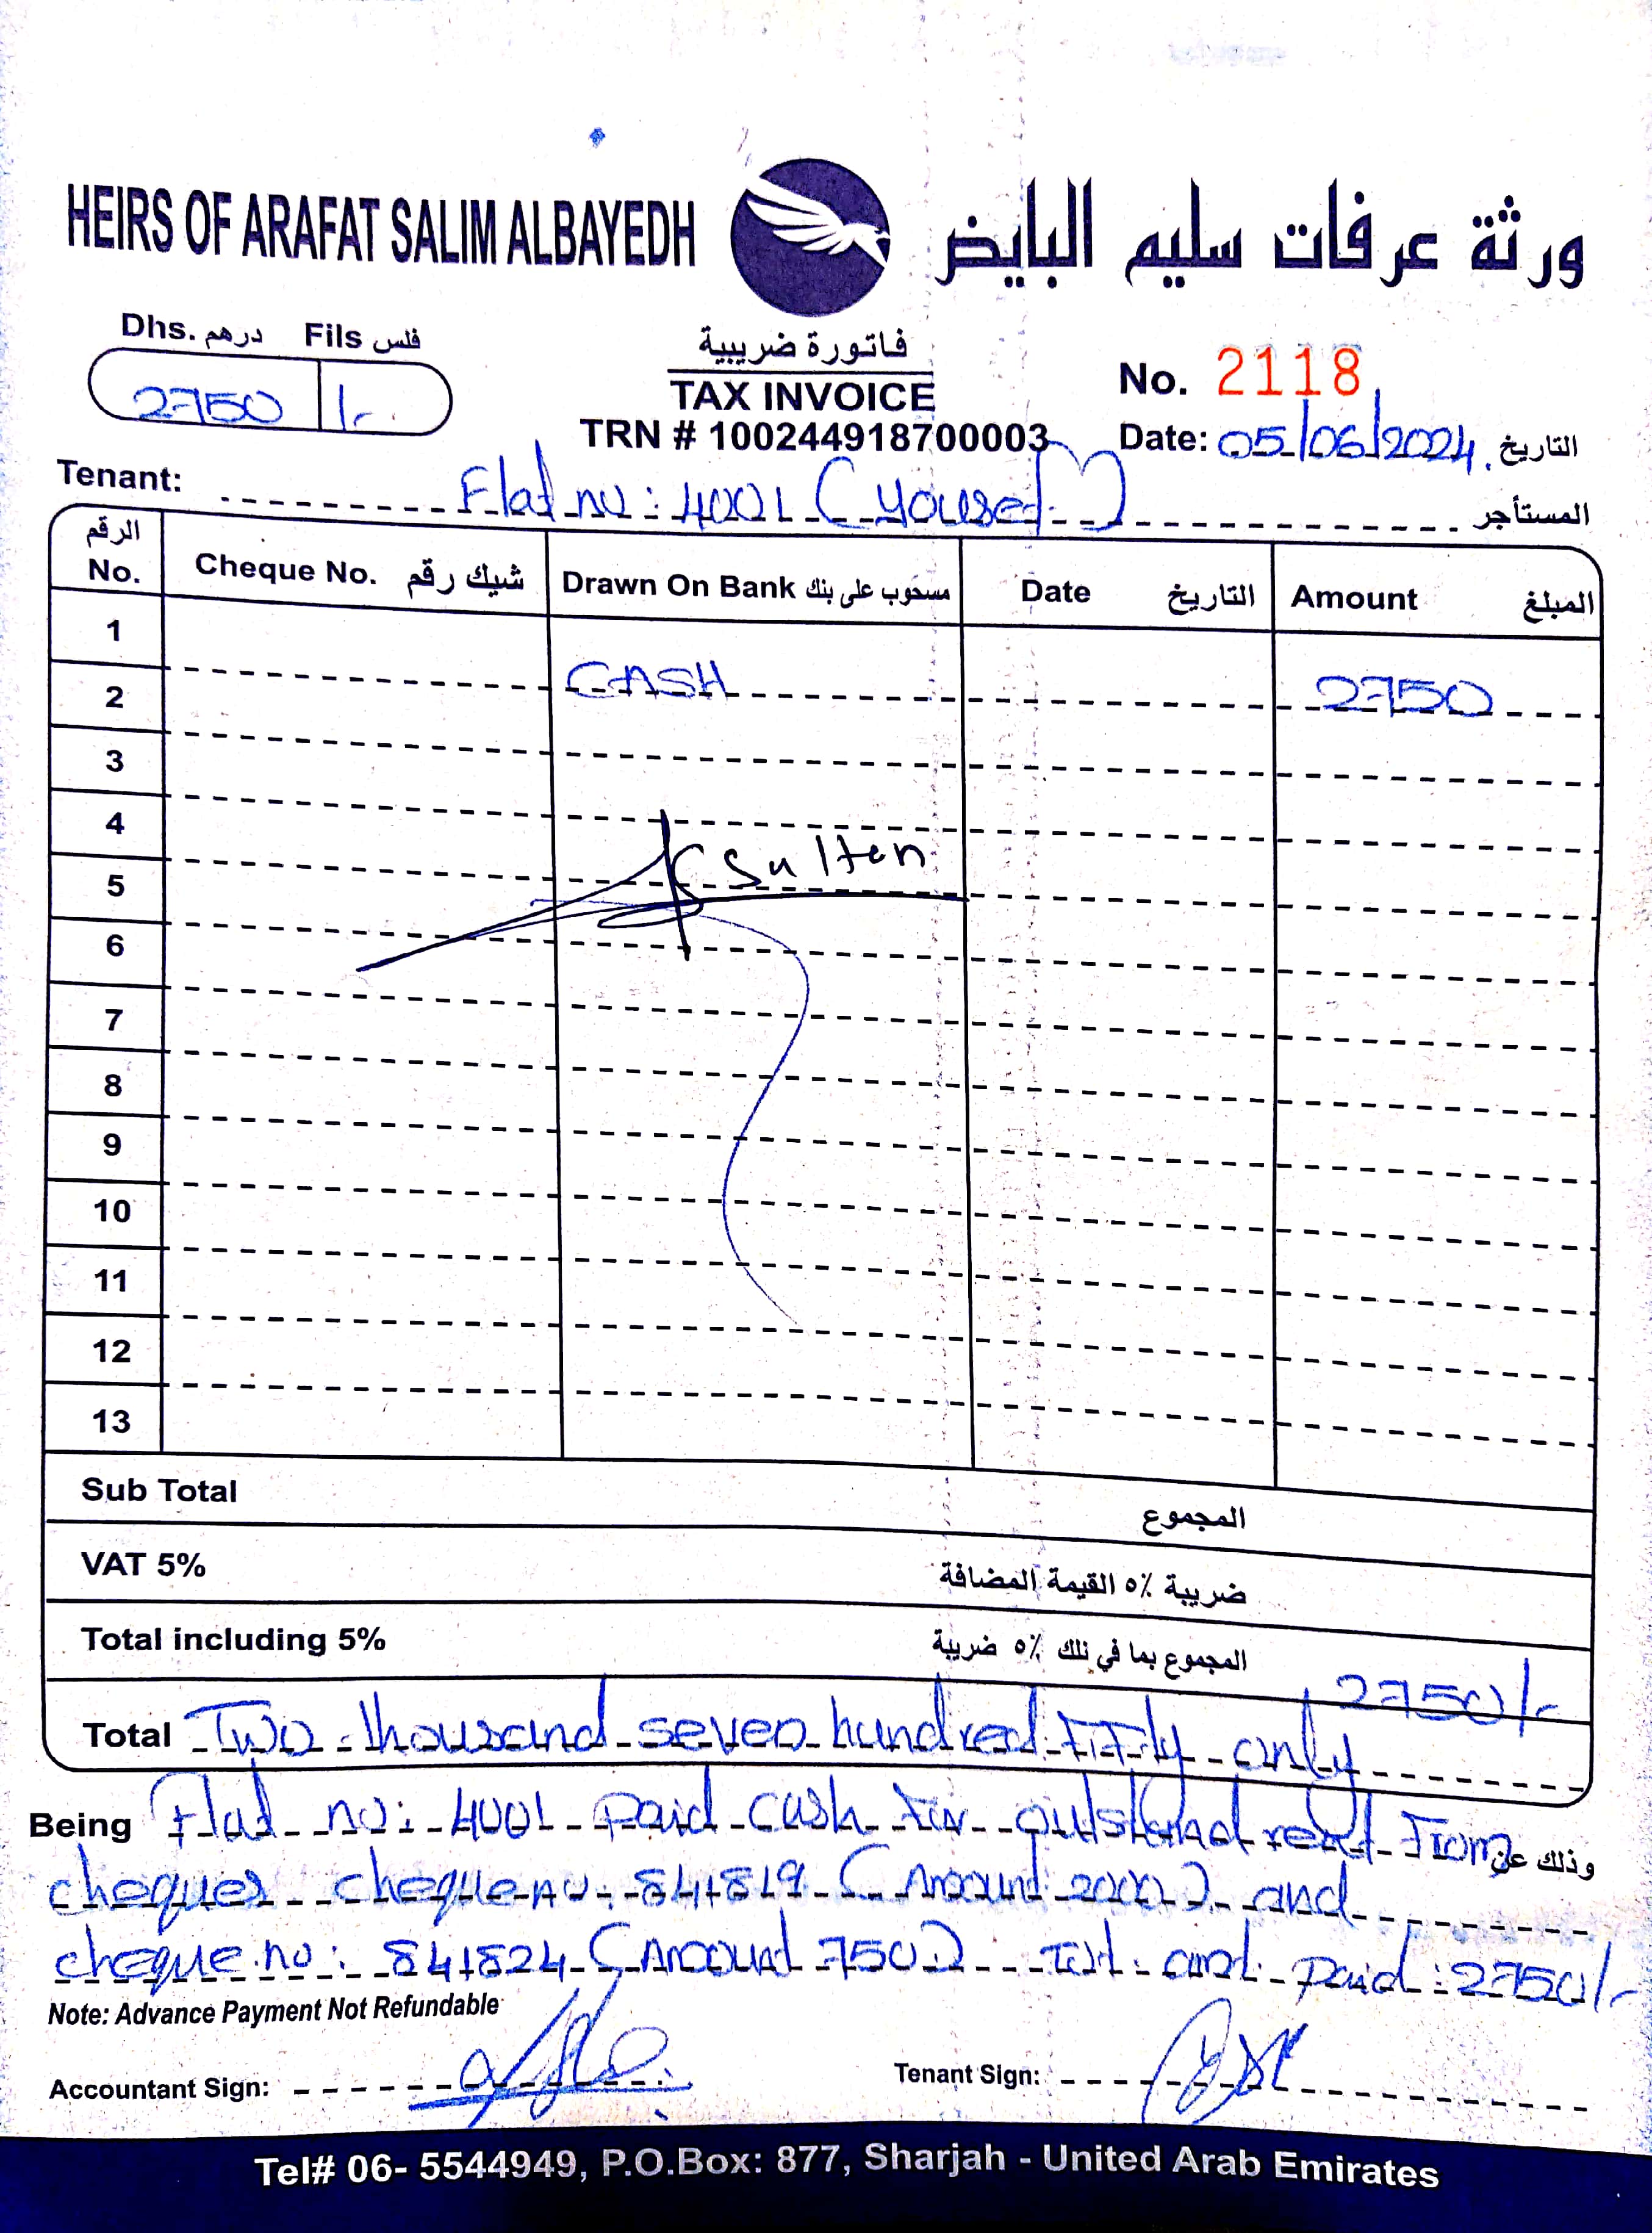 HEIRS OF ARAFAT SALIM ALBAYEDH ورثة عرفات سليم البايض
Dhs. درهم Fils فلس
2750 /-
فاتورة ضريبية
TAX INVOICE
TRN # 100244918700003
No. 2118
Date: 05/06/2024 التاريخ
Tenant: Flat no: 4001 (Yousef) المستأجر
الرقم No. Cheque No. شيك رقم Drawn On Bank مسحوب على بنك Date التاريخ Amount المبلغ
1
2 CASH 2750
3
4
5 Sulten
6
7
8
9
10
11
12
13
Sub Total المجموع
VAT 5% ضريبة ٥٪ القيمة المضافة
Total including 5% المجموع بما في ذلك ٥٪ ضريبة 2750/-
Total Two thousand seven hundred fifty only
Being Flat no: 4001 paid cash for outstand rent From وذلك عن
cheques cheque no: 841819 (Amount 2000) and
cheque no: 841824 (Amount 750) and paid: 2750/-
Note: Advance Payment Not Refundable
Accountant Sign: Tenant Sign:
Tel# 06- 5544949, P.O.Box: 877, Sharjah - United Arab Emirates